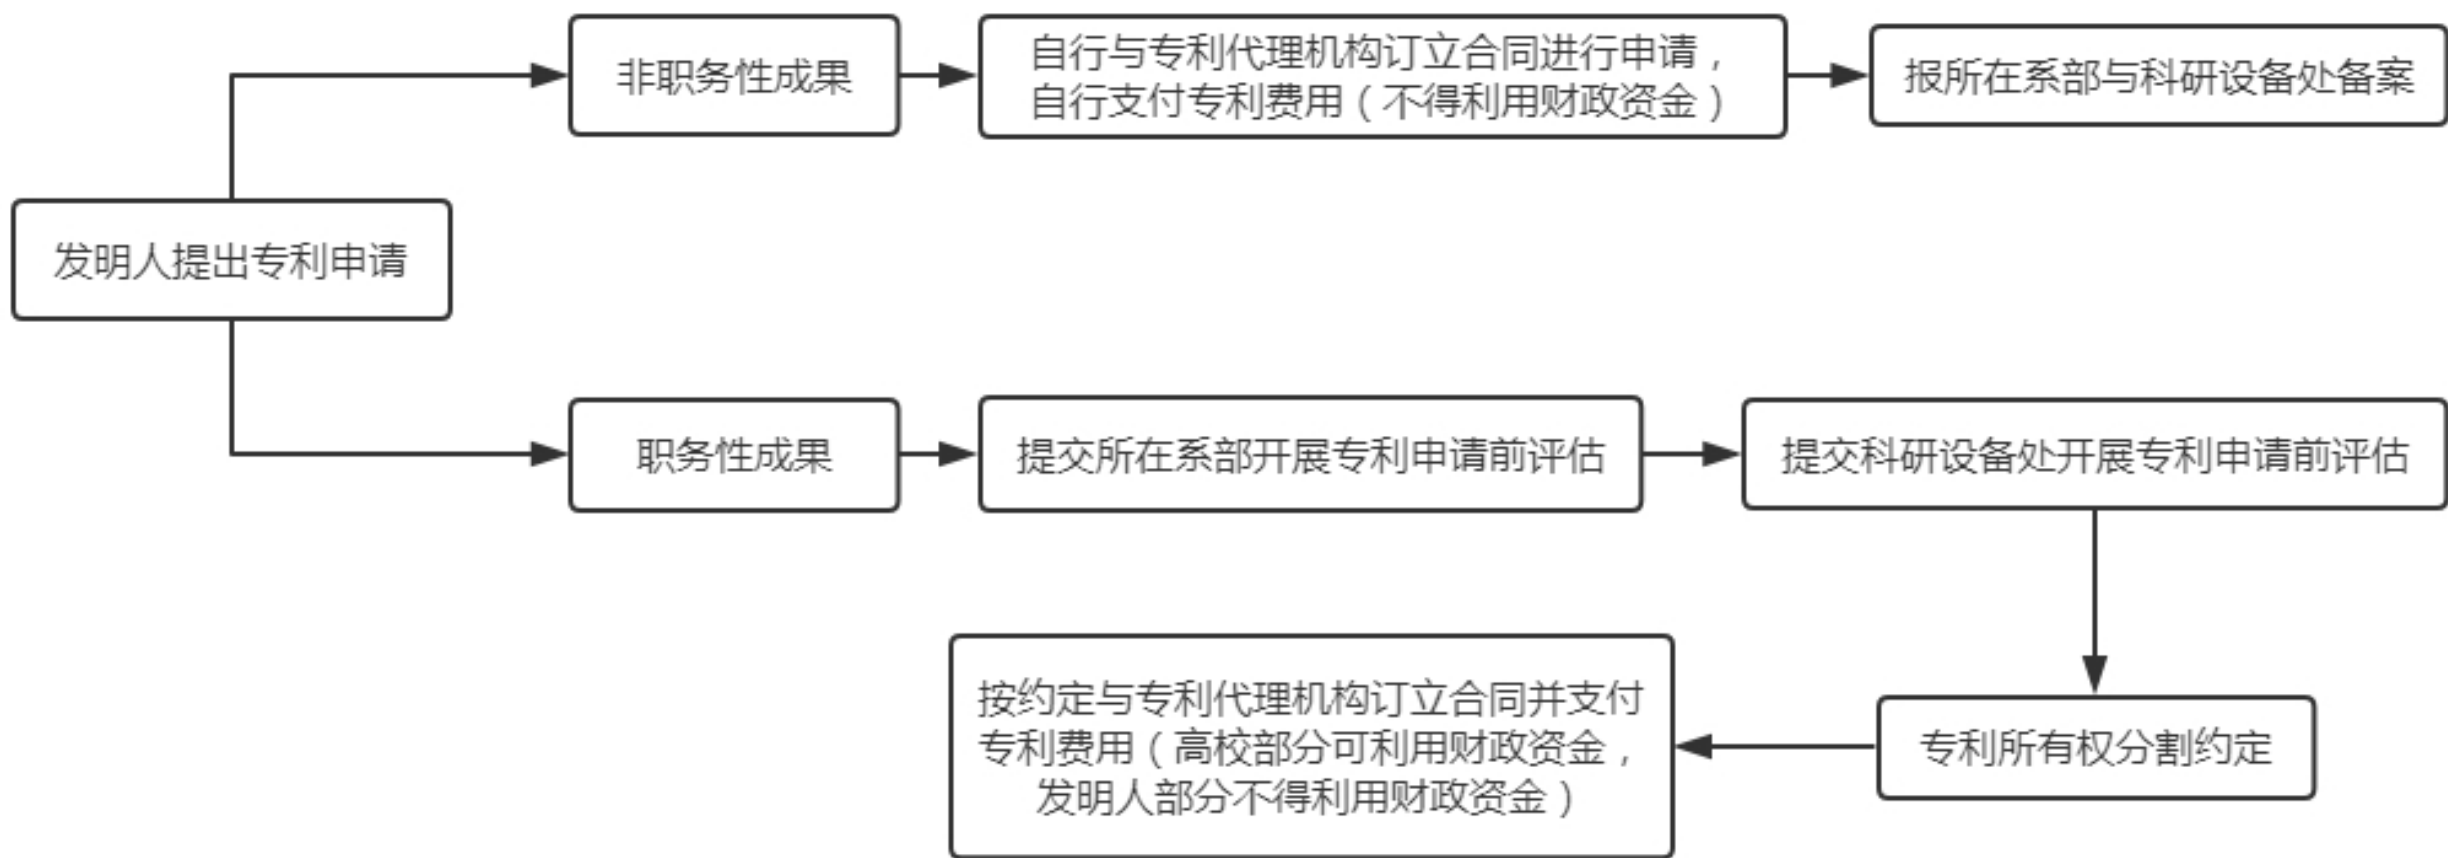 非职务性成果
自行与专利代理机构订立合同进行申请，
自行支付专利费用（不得利用财政资金）
报所在系部与科研设备处备案
发明人提出专利申请
职务性成果
提交所在系部开展专利申请前评估
提交科研设备处开展专利申请前评估
专利所有权分割约定
按约定与专利代理机构订立合同并支付
专利费用（高校部分可利用财政资金，
发明人部分不得利用财政资金）